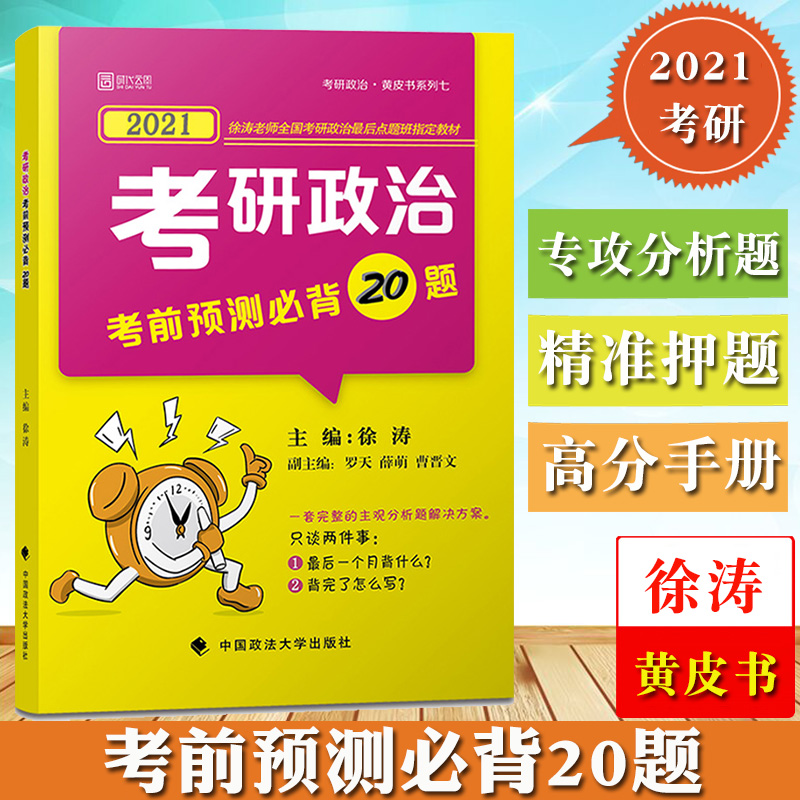 时代云图
SHI DAI YUN TU
考研政治·黄皮书系列七
2021
徐涛老师全国考研政治最后点题班指定教材
考研政治
考前预测必背20题
主编：徐涛
副主编：罗天 薛萌 曹晋文
一套完整的主观分析题解决方案。
只谈两件事：
1 最后一个月背什么？
2 背完了怎么写？
中国政法大学出版社
考研政治考前预测必背20题
主编 徐涛
中国政法大学出版社
2021
考研
专攻分析题
精准押题
高分手册
徐涛
黄皮书
考前预测必背20题